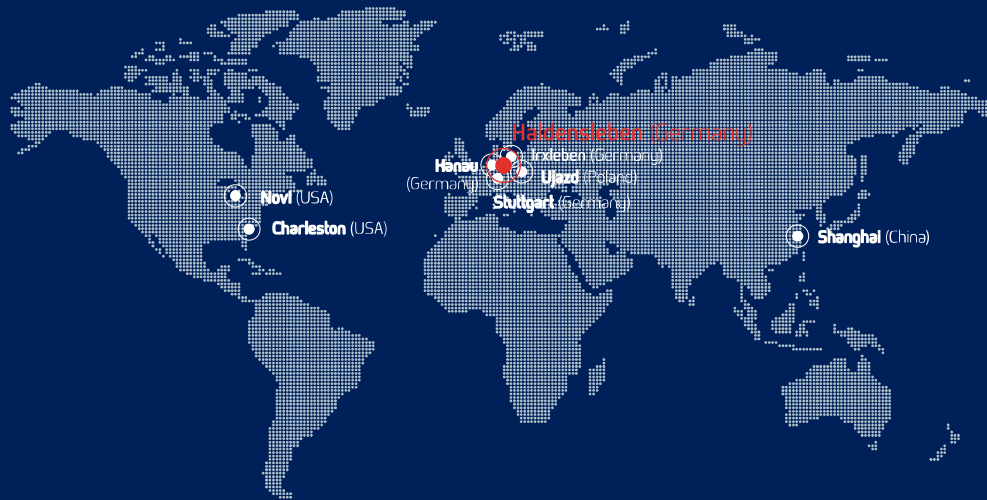 Haldensleben (Germany)
Irxleben (Germany)
Hanau
(Germany)
Ujazd (Poland)
Stuttgart (Germany)
Novi (USA)
Charleston (USA)
Shanghai (China)